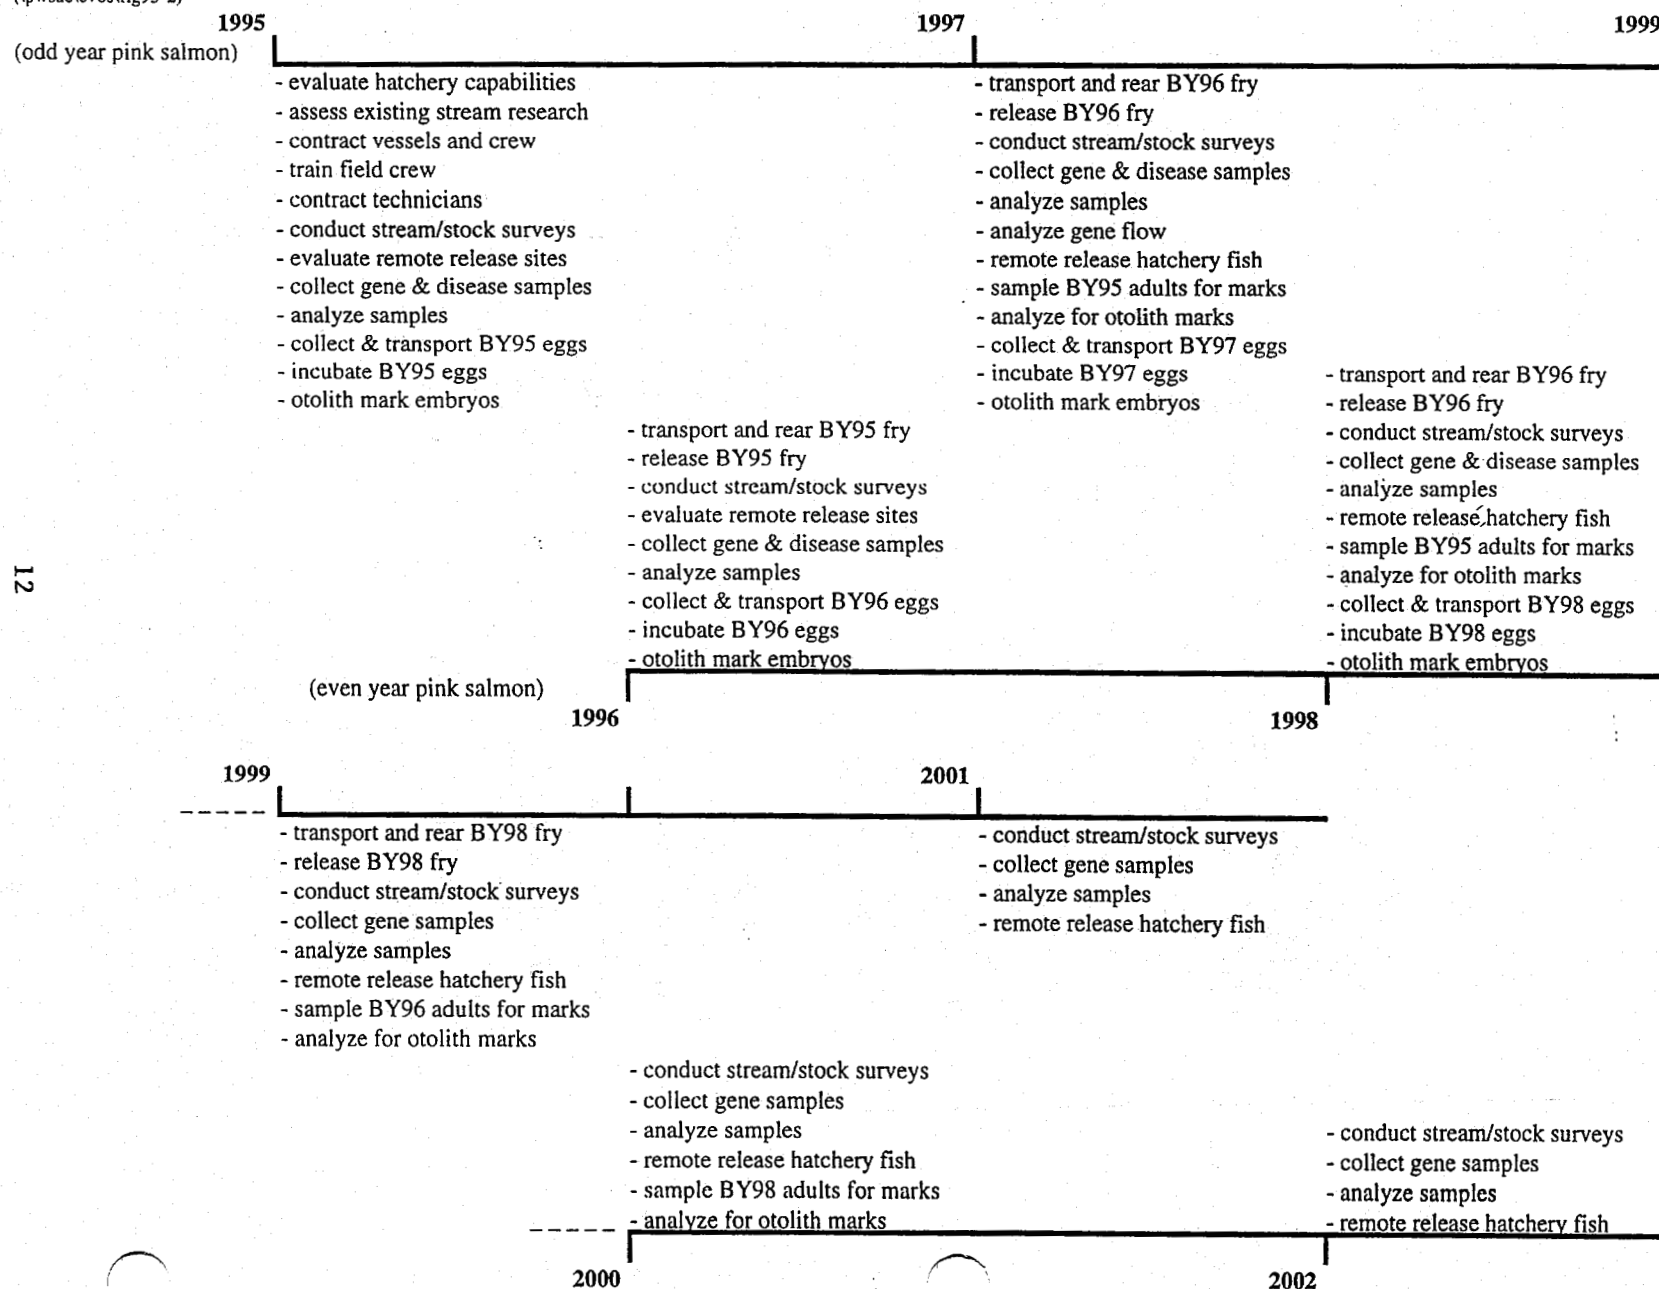 1995
1997
1999
(odd year pink salmon)
- evaluate hatchery capabilities
- assess existing stream research
- contract vessels and crew
- train field crew
- contract technicians
- conduct stream/stock surveys
- evaluate remote release sites
- collect gene & disease samples
- analyze samples
- collect & transport BY95 eggs
- incubate BY95 eggs
- otolith mark embryos
- transport and rear BY95 fry
- release BY95 fry
- conduct stream/stock surveys
- evaluate remote release sites
- collect gene & disease samples
- analyze samples
- collect & transport BY96 eggs
- incubate BY96 eggs
- otolith mark embryos
- transport and rear BY96 fry
- release BY96 fry
- conduct stream/stock surveys
- collect gene & disease samples
- analyze samples
- analyze gene flow
- remote release hatchery fish
- sample BY95 adults for marks
- analyze for otolith marks
- collect & transport BY97 eggs
- incubate BY97 eggs
- otolith mark embryos
- transport and rear BY96 fry
- release BY96 fry
- conduct stream/stock surveys
- collect gene & disease samples
- analyze samples
- remote release hatchery fish
- sample BY95 adults for marks
- analyze for otolith marks
- collect & transport BY98 eggs
- incubate BY98 eggs
- otolith mark embryos
12
(even year pink salmon)
1996
1998
1999
2001
- transport and rear BY98 fry
- release BY98 fry
- conduct stream/stock surveys
- collect gene samples
- analyze samples
- remote release hatchery fish
- sample BY96 adults for marks
- analyze for otolith marks
- conduct stream/stock surveys
- collect gene samples
- analyze samples
- remote release hatchery fish
- sample BY98 adults for marks
- analyze for otolith marks
- conduct stream/stock surveys
- collect gene samples
- analyze samples
- remote release hatchery fish
- conduct stream/stock surveys
- collect gene samples
- analyze samples
- remote release hatchery fish
2000
2002